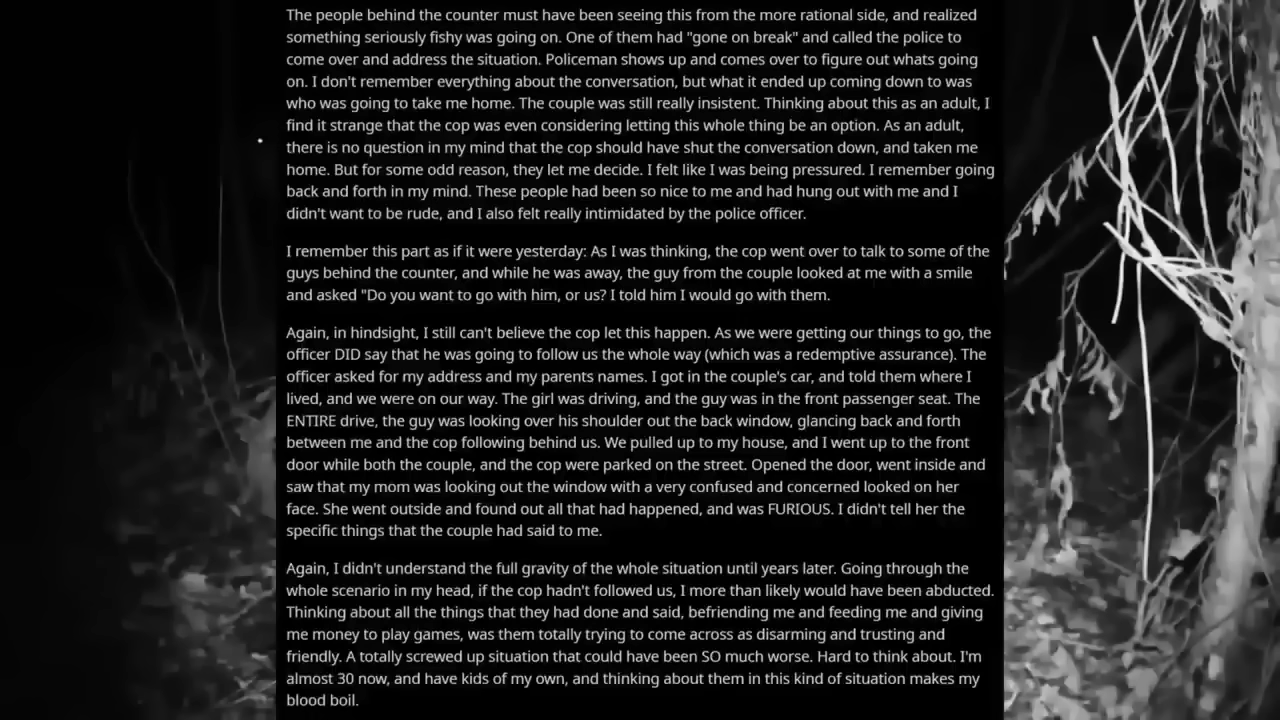 The people behind the counter must have been seeing this from the more rational side, and realized
something seriously fishy was going on. One of them had "gone on break" and called the police to
come over and address the situation. Policeman shows up and comes over to figure out whats going
on. I don't remember everything about the conversation, but what it ended up coming down to was
who was going to take me home. The couple was still really insistent. Thinking about this as an adult, I
find it strange that the cop was even considering letting this whole thing be an option. As an adult,
there is no question in my mind that the cop should have shut the conversation down, and taken me
home. But for some odd reason, they let me decide. I felt like I was being pressured. I remember going
back and forth in my mind. These people had been so nice to me and had hung out with me and I
didn't want to be rude, and I also felt really intimidated by the police officer.
I remember this part as if it were yesterday: As I was thinking, the cop went over to talk to some of the
guys behind the counter, and while he was away, the guy from the couple looked at me with a smile
and asked "Do you want to go with him, or us? I told him I would go with them.
Again, in hindsight, I still can't believe the cop let this happen. As we were getting our things to go, the
officer DID say that he was going to follow us the whole way (which was a redemptive assurance). The
officer asked for my address and my parents names. I got in the couple's car, and told them where I
lived, and we were on our way. The girl was driving, and the guy was in the front passenger seat. The
ENTIRE drive, the guy was looking over his shoulder out the back window, glancing back and forth
between me and the cop following behind us. We pulled up to my house, and I went up to the front
door while both the couple, and the cop were parked on the street. Opened the door, went inside and
saw that my mom was looking out the window with a very confused and concerned looked on her
face. She went outside and found out all that had happened, and was FURIOUS. I didn't tell her the
specific things that the couple had said to me.
Again, I didn't understand the full gravity of the whole situation until years later. Going through the
whole scenario in my head, if the cop hadn't followed us, I more than likely would have been abducted.
Thinking about all the things that they had done and said, befriending me and feeding me and giving
me money to play games, was them totally trying to come across as disarming and trusting and
friendly. A totally screwed up situation that could have been SO much worse. Hard to think about. I'm
almost 30 now, and have kids of my own, and thinking about them in this kind of situation makes my
blood boil.